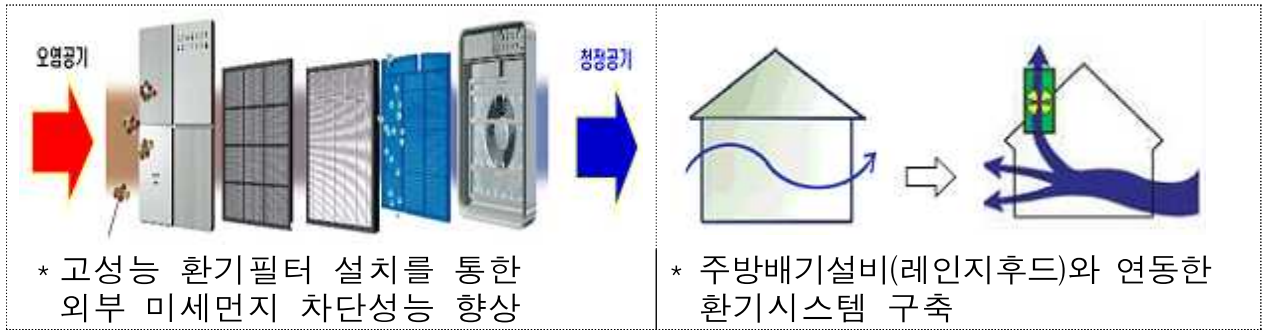 오염공기
청정공기
* 고성능 환기필터 설치를 통한
외부 미세먼지 차단성능 향상
* 주방배기설비(레인지후드)와 연동한
환기시스템 구축